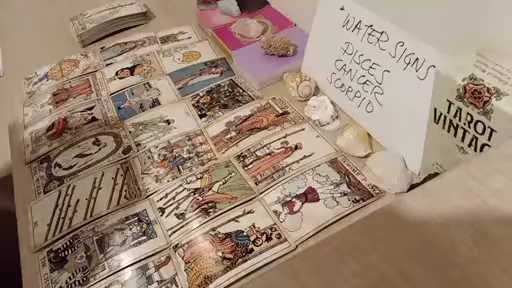 * WATER SIGNS
PISCES
CANCER
SCORPIO
TAROT
VINTAG